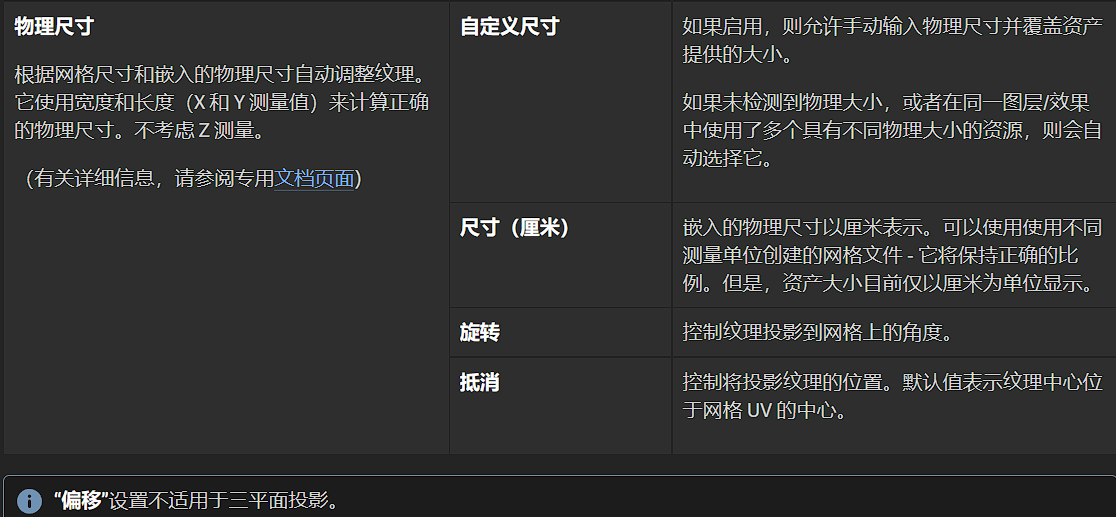 物理尺寸
根据网格尺寸和嵌入的物理尺寸自动调整纹理。
它使用宽度和长度（X 和 Y 测量值）来计算正确
的物理尺寸。不考虑 Z 测量。
（有关详细信息，请参阅专用文档页面)
自定义尺寸
如果启用，则允许手动输入物理尺寸并覆盖资产
提供的大小。
如果未检测到物理大小，或者在同一图层/效果
中使用了多个具有不同物理大小的资源，则会自
动选择它。
尺寸（厘米）
嵌入的物理尺寸以厘米表示。可以使用使用不同
测量单位创建的网格文件 - 它将保持正确的比
例。但是，资产大小目前仅以厘米为单位显示。
旋转
控制纹理投影到网格上的角度。
抵消
控制将投影纹理的位置。默认值表示纹理中心位
于网格 UV 的中心。
“偏移”设置不适用于三平面投影。